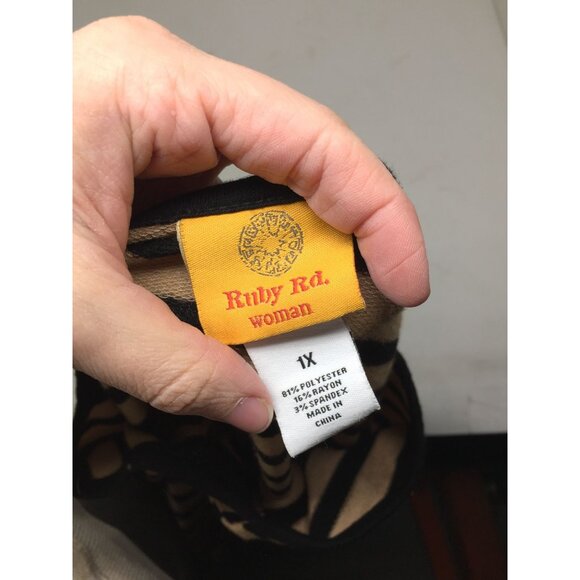 Ruby Rd.
woman
1X
81% POLYESTER
16% RAYON
3% SPANDEX
MADE IN
CHINA